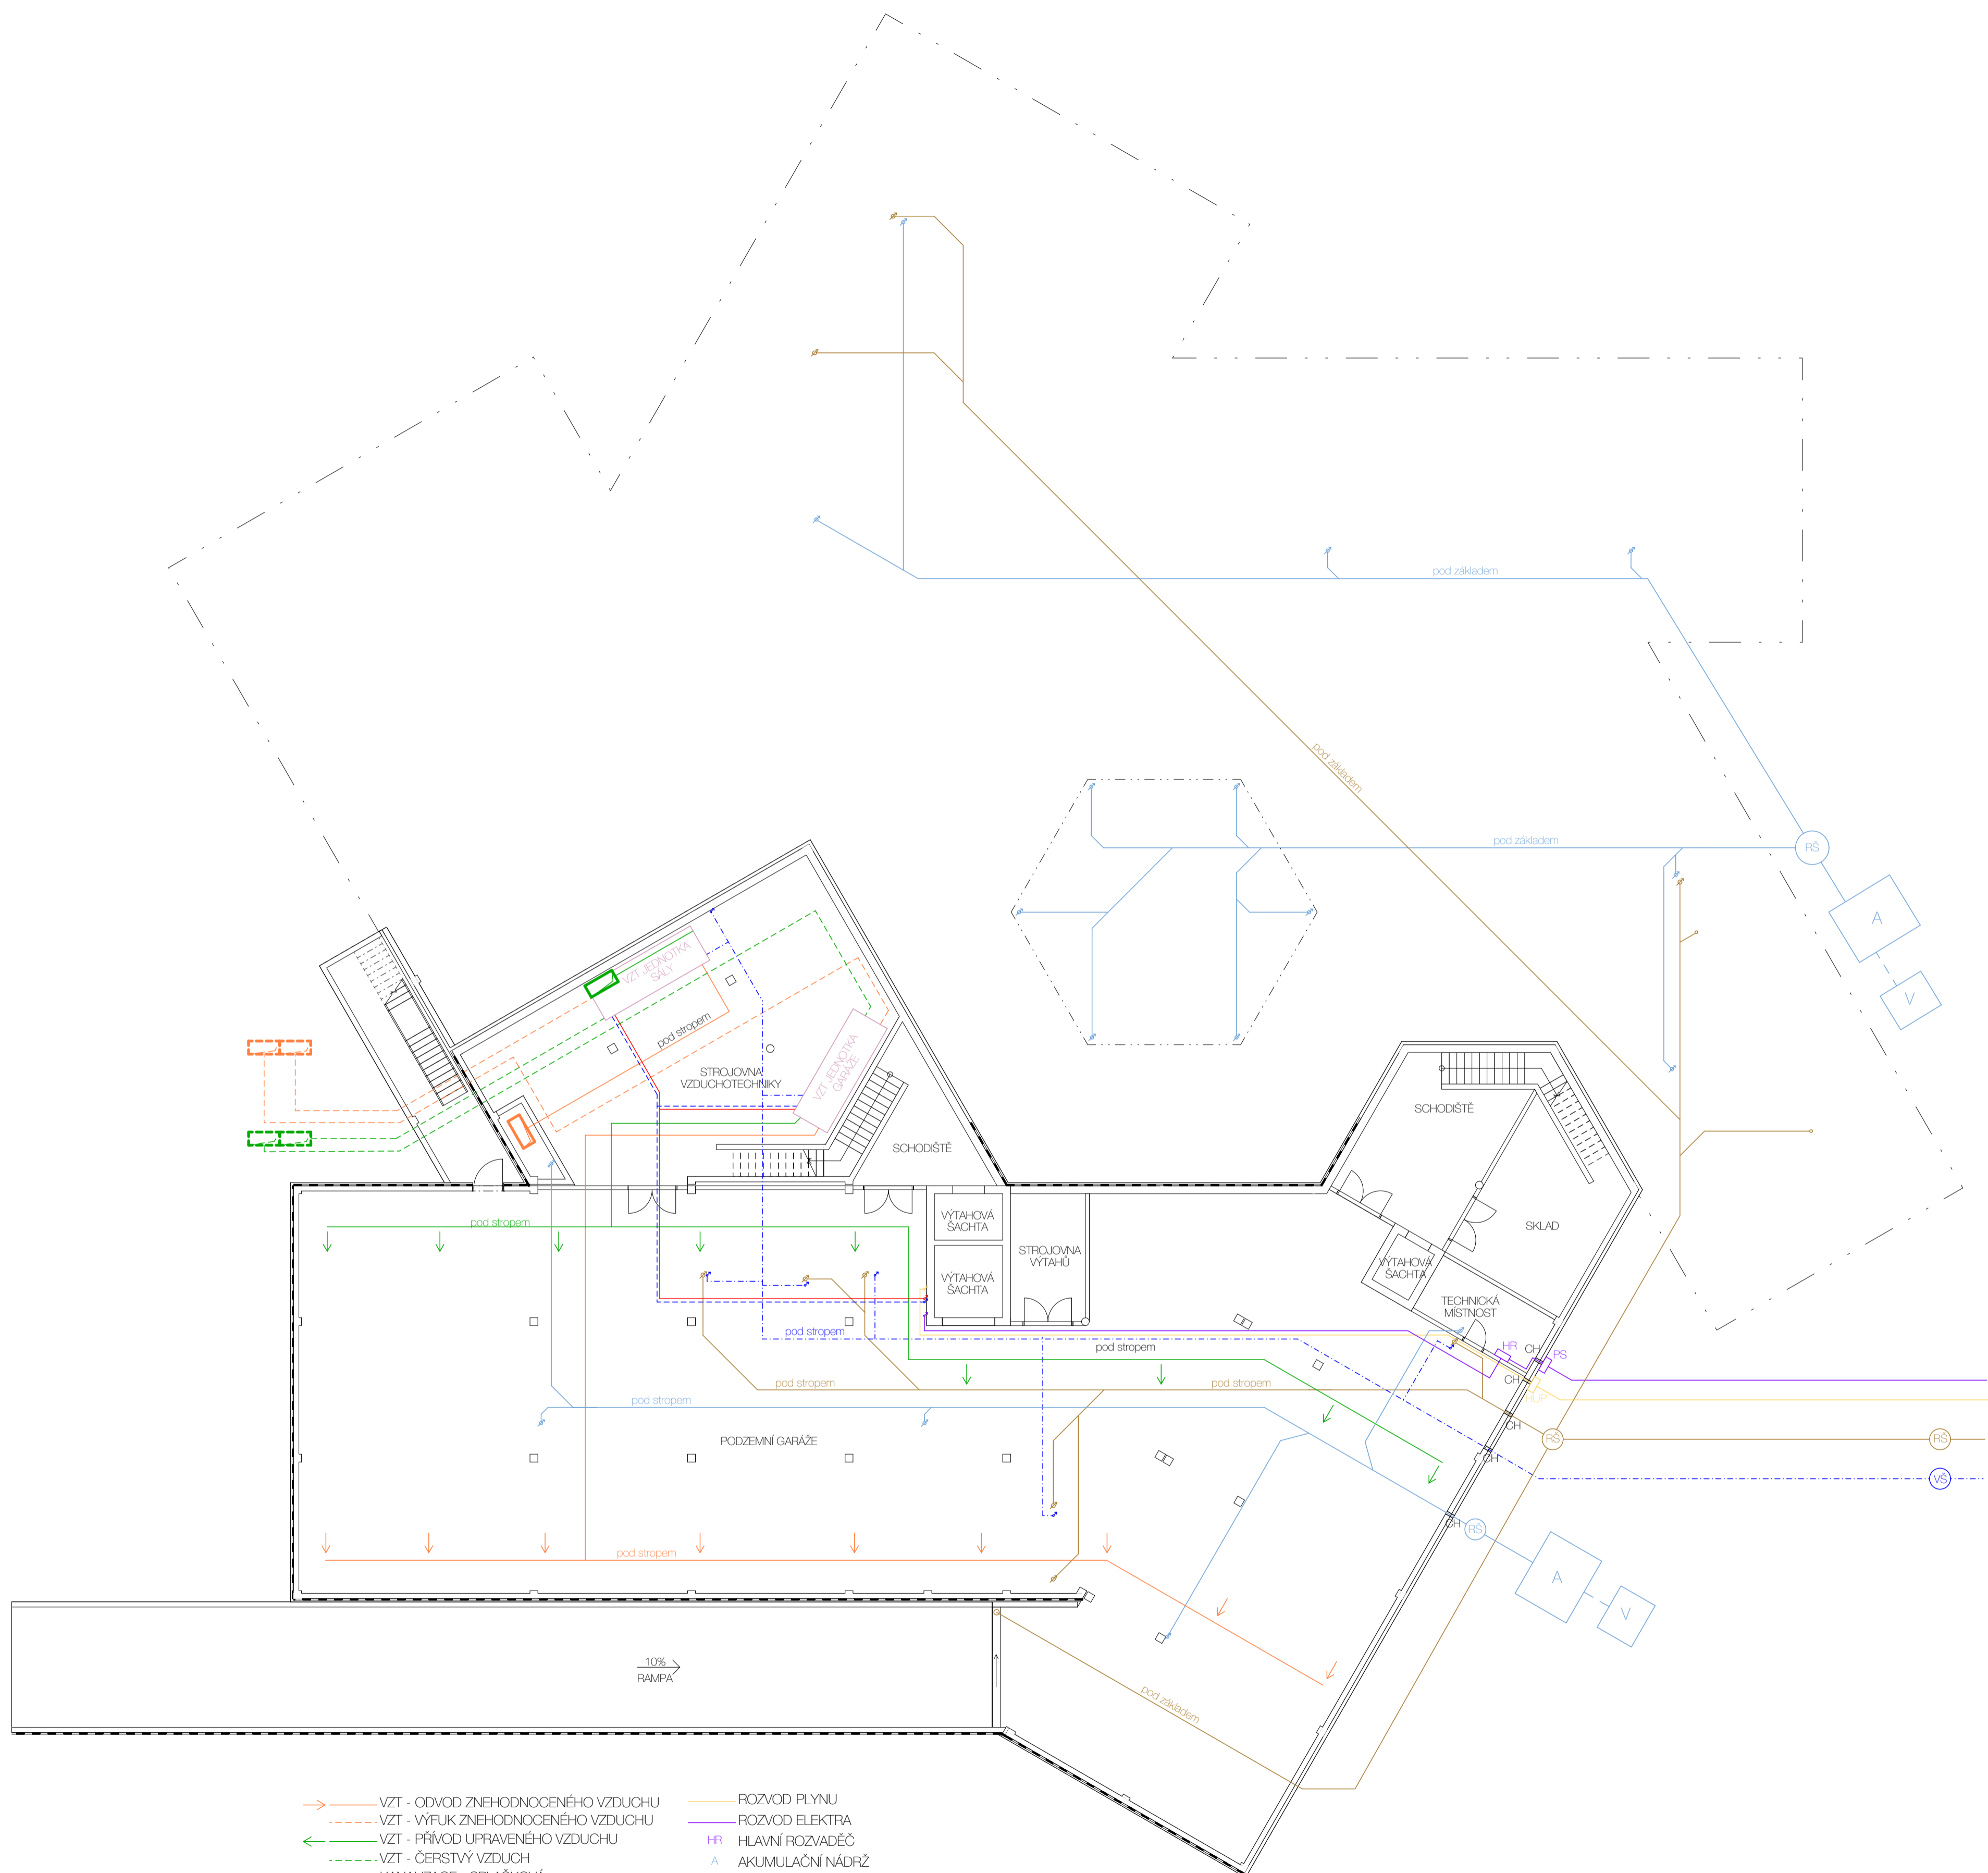 pod základem
pod základem
pod základem
RŠ
A
V
VZT JEDNOTKA
SÁLY
pod stropem
VZT JEDNOTKA
GARÁŽE
STROJOVNA
VZDUCHOTECHNIKY
SCHODIŠTĚ
SCHODIŠTĚ
SKLAD
pod stropem
VÝTAHOVÁ
ŠACHTA
STROJOVNA
VÝTAHŮ
VÝTAHOVÁ
ŠACHTA
VÝTAHOVÁ
ŠACHTA
TECHNICKÁ
MÍSTNOST
pod stropem
pod stropem
HR
CH
PS
CH
HUP
pod stropem
pod stropem
pod stropem
CH
RŠ
RŠ
PODZEMNÍ GARÁŽE
CH
VŠ
CH
RŠ
pod stropem
A
V
10%
RAMPA
pod základem
VZT - ODVOD ZNEHODNOCENÉHO VZDUCHU
VZT - VÝFUK ZNEHODNOCENÉHO VZDUCHU
VZT - PŘÍVOD UPRAVENÉHO VZDUCHU
VZT - ČERSTVÝ VZDUCH
ROZVOD PLYNU
ROZVOD ELEKTRA
HR HLAVNÍ ROZVADĚČ
A AKUMULAČNÍ NÁDRŽ